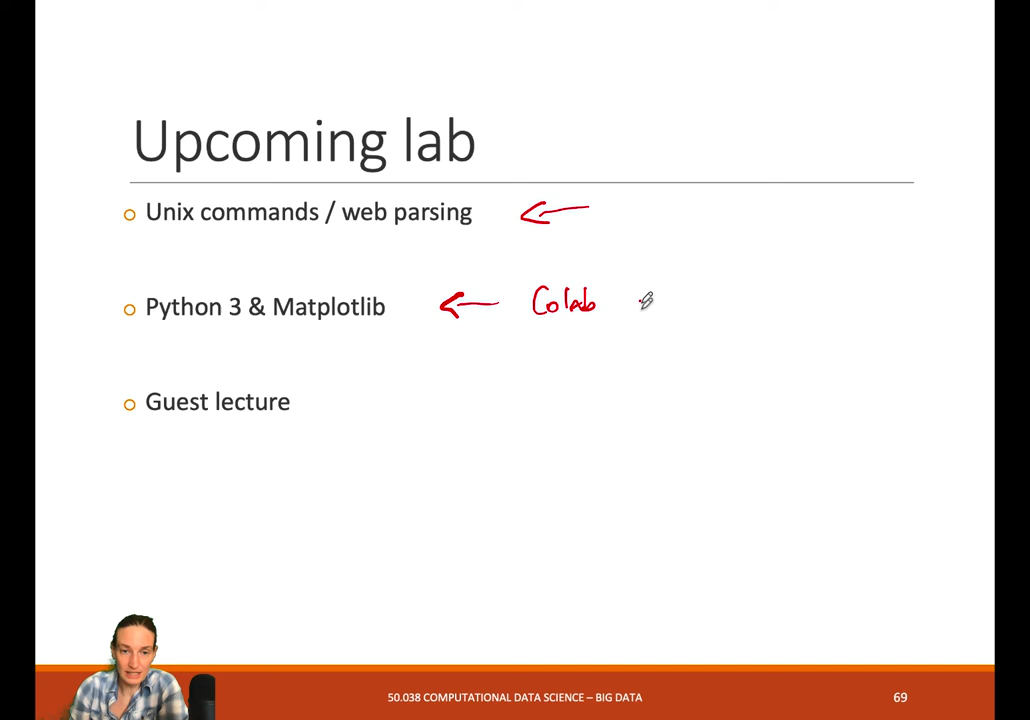 Upcoming lab
Unix commands / web parsing
Python 3 & Matplotlib Colab
Guest lecture
50.038 COMPUTATIONAL DATA SCIENCE – BIG DATA 69